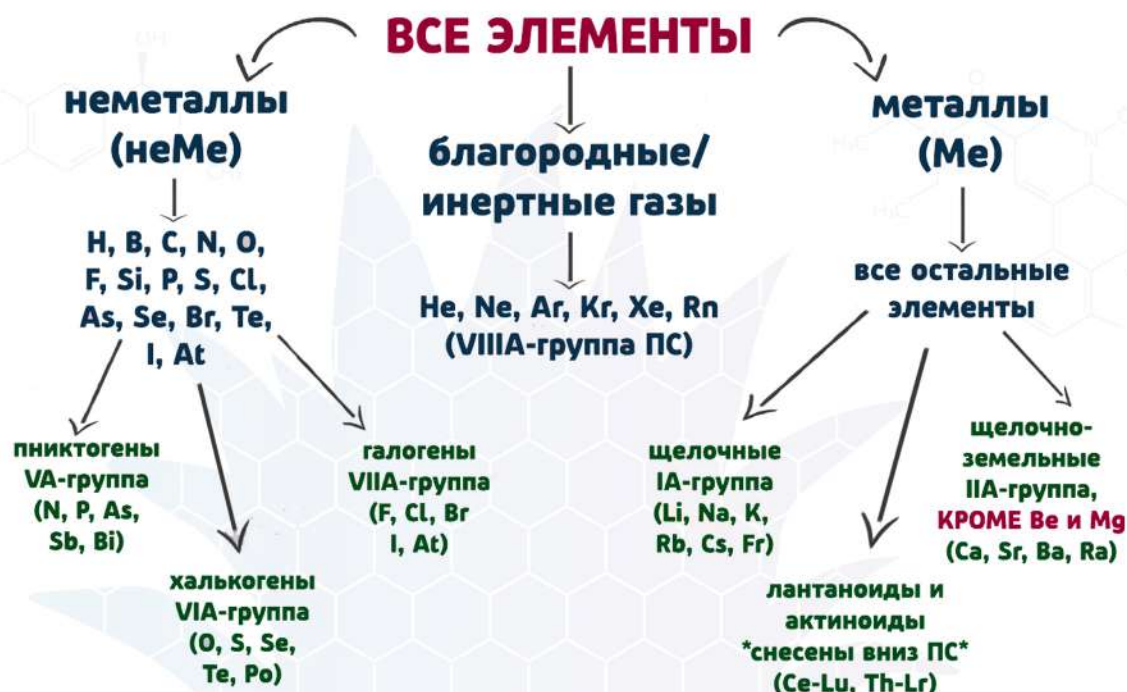 ВСЕ ЭЛЕМЕНТЫ
неметаллы
(неМе)
H, B, C, N, O,
F, Si, P, S, Cl,
As, Se, Br, Te,
I, At
благородные/
инертные газы
He, Ne, Ar, Kr, Xe, Rn
(VIIIA-группа ПС)
металлы
(Ме)
все остальные
элементы
пниктогены
VA-группа
(N, P, As,
Sb, Bi)
халькогены
VIA-группа
(O, S, Se,
Te, Po)
галогены
VIIA-группа
(F, Cl, Br
I, At)
щелочные
IA-группа
(Li, Na, K,
Rb, Cs, Fr)
лантаноиды и
актиноиды
*снесены вниз ПС*
(Ce-Lu, Th-Lr)
щелочно-
земельные
IIA-группа,
КРОМЕ Be и Mg
(Ca, Sr, Ba, Ra)
OH
H₃C
H₃C
O
N